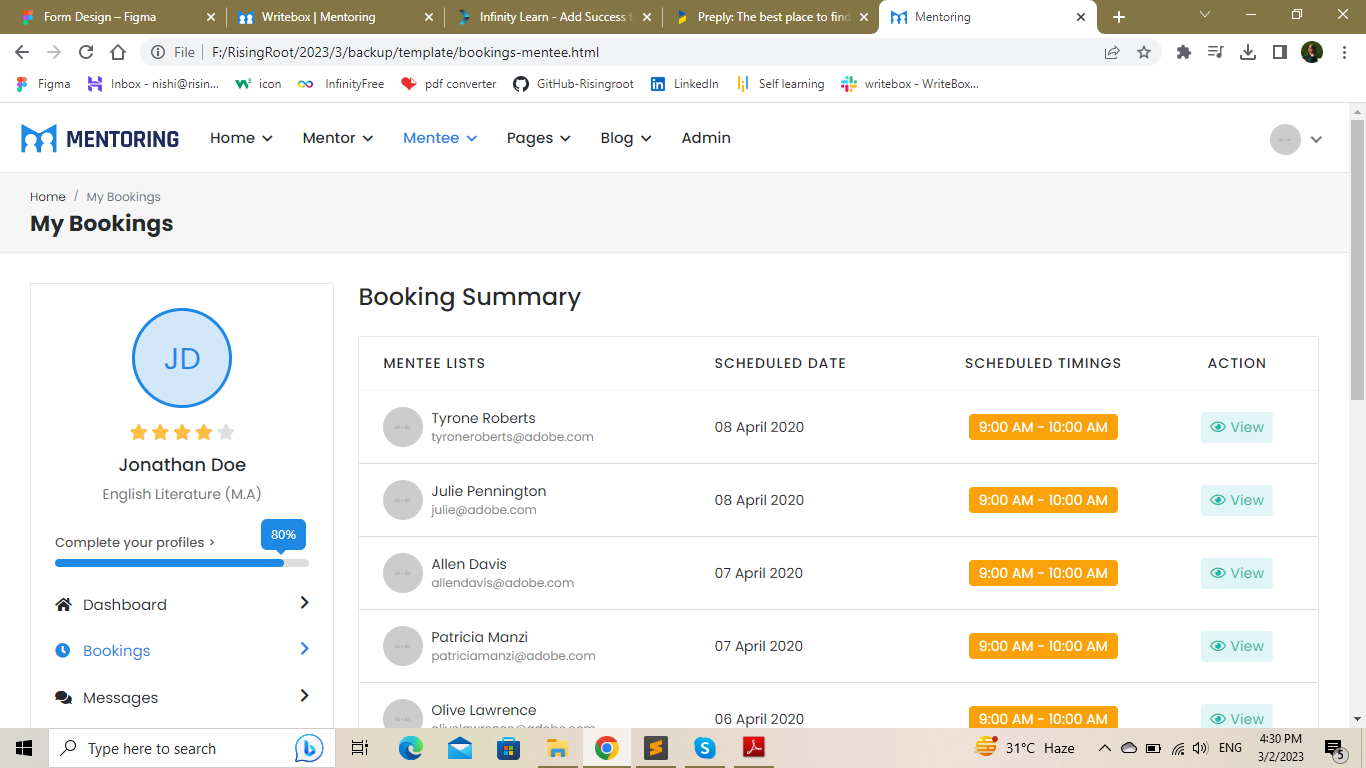 Form Design – Figma
Writebox | Mentoring
Infinity Learn - Add Success t
Preply: The best place to find
Mentoring
File
F:/RisingRoot/2023/3/backup/template/bookings-mentee.html
Figma
Inbox - nishi@risin...
icon
InfinityFree
pdf converter
GitHub-Risingroot
LinkedIn
Self learning
writebox - WriteBox...
MENTORING
Home
Mentor
Mentee
Pages
Blog
Admin
Home / My Bookings
My Bookings
JD
Jonathan Doe
English Literature (M.A)
80%
Complete your profiles >
Dashboard
Bookings
Messages
Booking Summary
MENTEE LISTS SCHEDULED DATE SCHEDULED TIMINGS ACTION
Tyrone Roberts
tyroneroberts@adobe.com
08 April 2020
9:00 AM - 10:00 AM
View
Julie Pennington
julie@adobe.com
08 April 2020
9:00 AM - 10:00 AM
View
Allen Davis
allendavis@adobe.com
07 April 2020
9:00 AM - 10:00 AM
View
Patricia Manzi
patriciamanzi@adobe.com
07 April 2020
9:00 AM - 10:00 AM
View
Olive Lawrence
06 April 2020
9:00 AM - 10:00 AM
View
Type here to search
31°C Haze
ENG
4:30 PM
3/2/2023
5